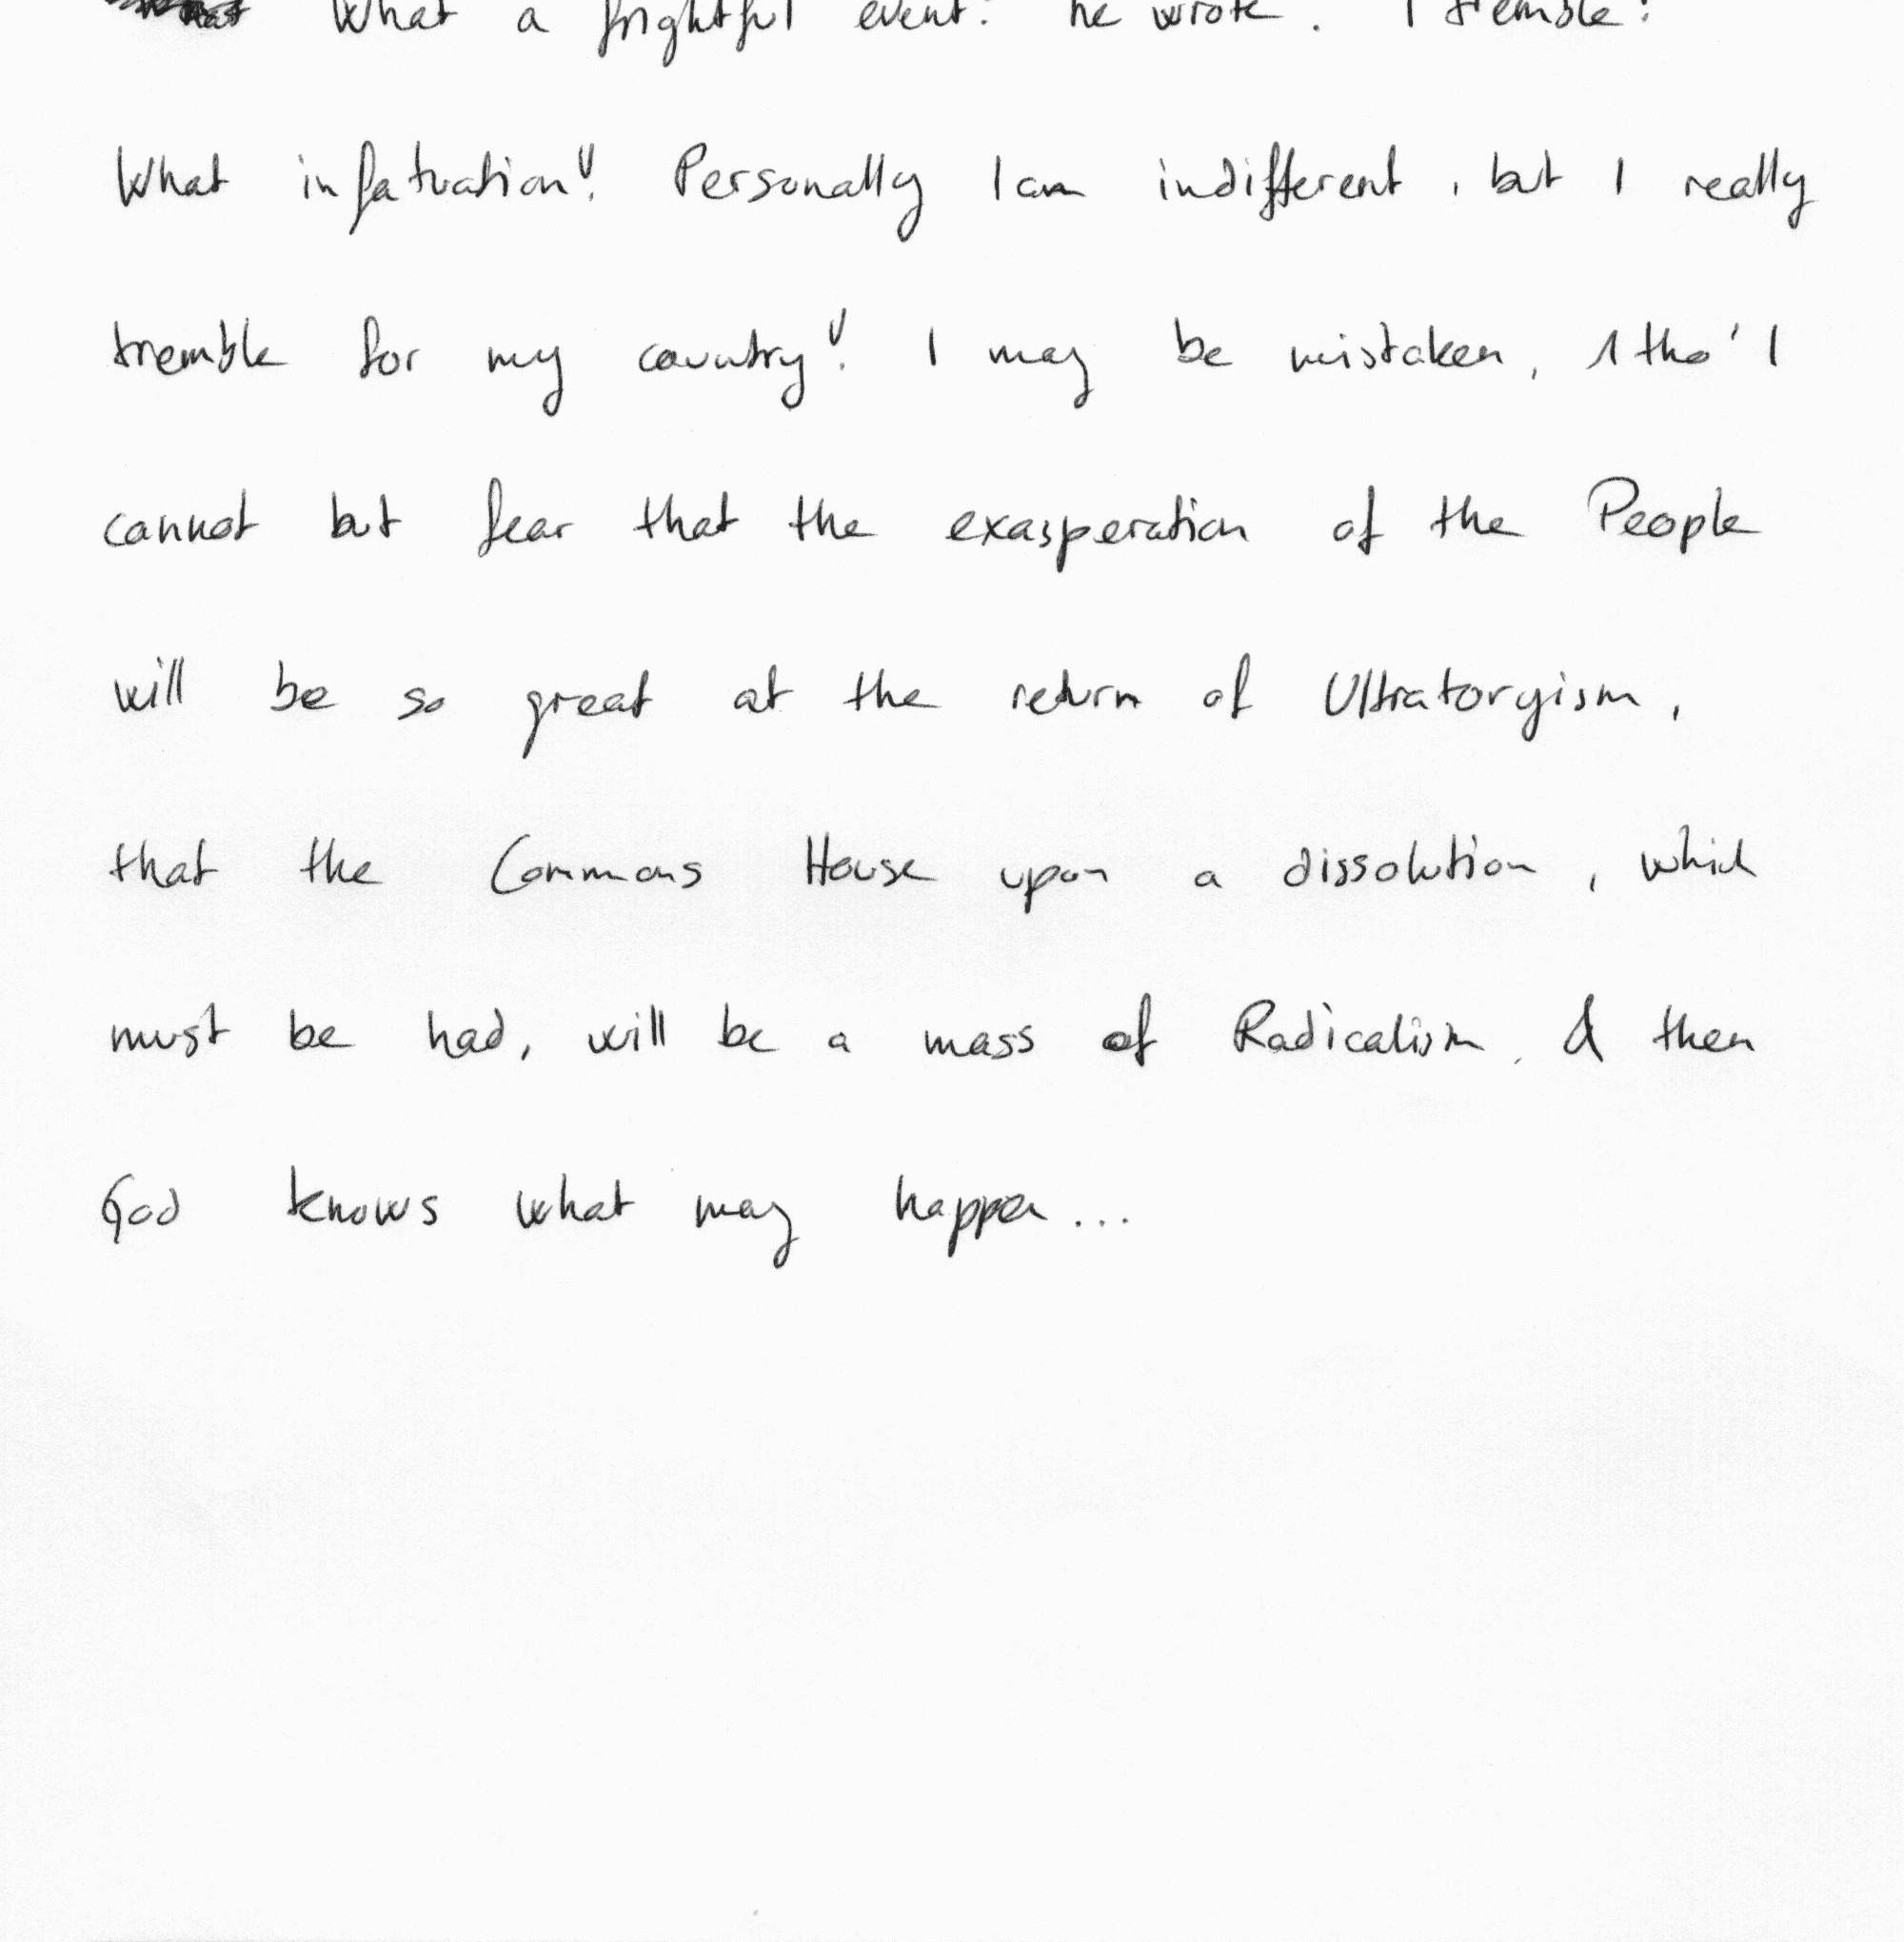 What a frightful event! he wrote. I tremble!
What infatuation! Personally I am indifferent, but I really
tremble for my country! I may be mistaken, tho' I
cannot but fear that the exasperation of the People
will be so great at the return of Ultratoryism,
that the Commons House upon a dissolution, which
must be had, will be a mass of Radicalism, & then
God knows what may happen...